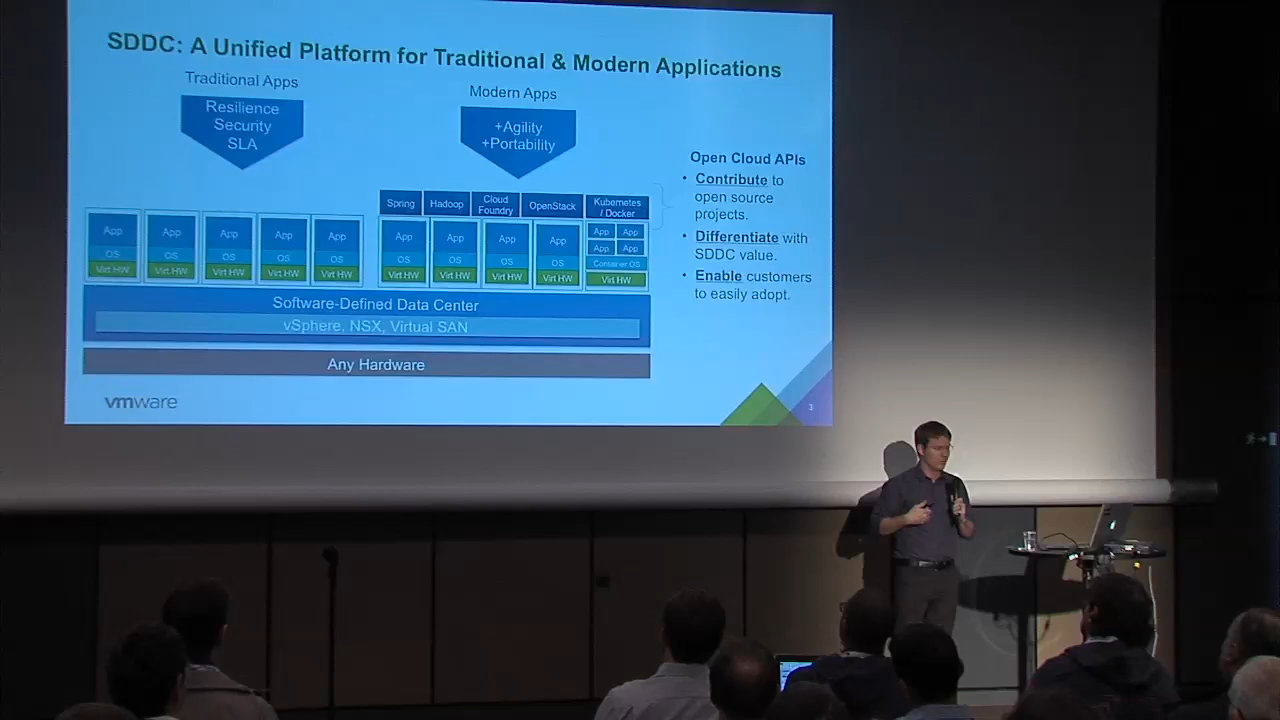 SDDC: A Unified Platform for Traditional & Modern Applications
Traditional Apps
Resilience
Security
SLA
Modern Apps
+Agility
+Portability
Open Cloud APIs
• Contribute to
open source
projects.
• Differentiate with
SDDC value.
• Enable customers
to easily adopt.
Spring
Hadoop
Cloud
Foundry
OpenStack
Kubernetes
/ Docker
App
OS
Virt HW
App
OS
Virt HW
App
OS
Virt HW
App
OS
Virt HW
App
OS
Virt HW
App
OS
Virt HW
App
OS
Virt HW
App
OS
Virt HW
App
OS
Virt HW
App App
App App
Container OS
Virt HW
Software-Defined Data Center
vSphere, NSX, Virtual SAN
Any Hardware
vmware
3